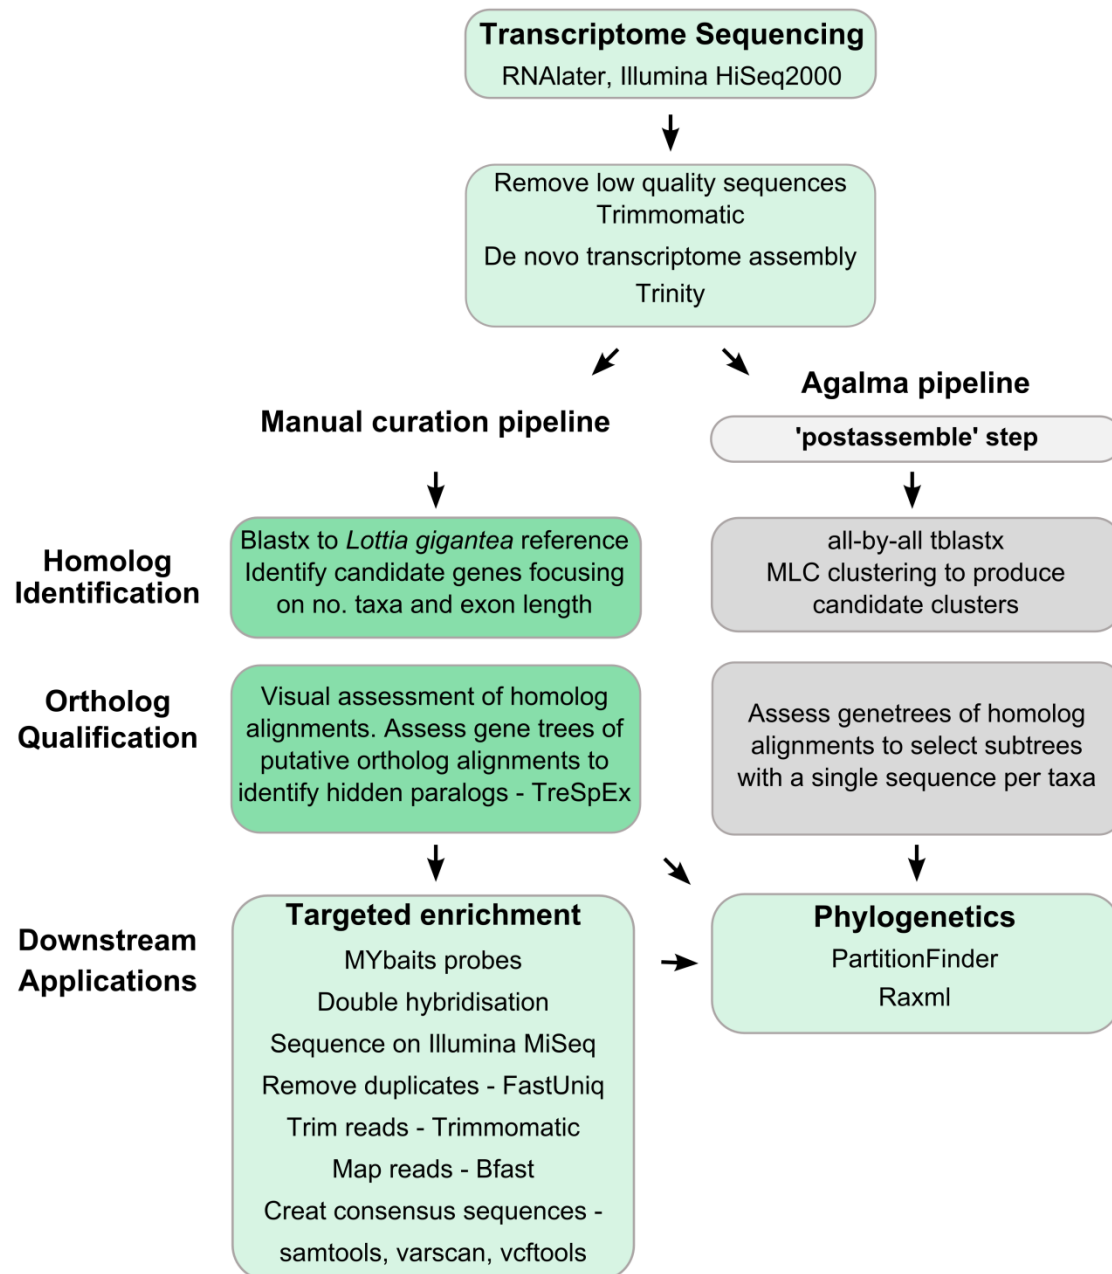 Transcriptome Sequencing
RNAlater, Illumina HiSeq2000
Remove low quality sequences
Trimmomatic
De novo transcriptome assembly
Trinity
Manual curation pipeline
Agalma pipeline
'postassemble' step
Homolog
Identification
Blastx to Lottia gigantea reference
Identify candidate genes focusing
on no. taxa and exon length
all-by-all tblastx
MLC clustering to produce
candidate clusters
Ortholog
Qualification
Visual assessment of homolog
alignments. Assess gene trees of
putative ortholog alignments to
identify hidden paralogs - TreSpEx
Assess genetrees of homolog
alignments to select subtrees
with a single sequence per taxa
Downstream
Applications
Targeted enrichment
MYbaits probes
Double hybridisation
Sequence on Illumina MiSeq
Remove duplicates - FastUniq
Trim reads - Trimmomatic
Map reads - Bfast
Creat consensus sequences -
samtools, varscan, vcftools
Phylogenetics
PartitionFinder
Raxml